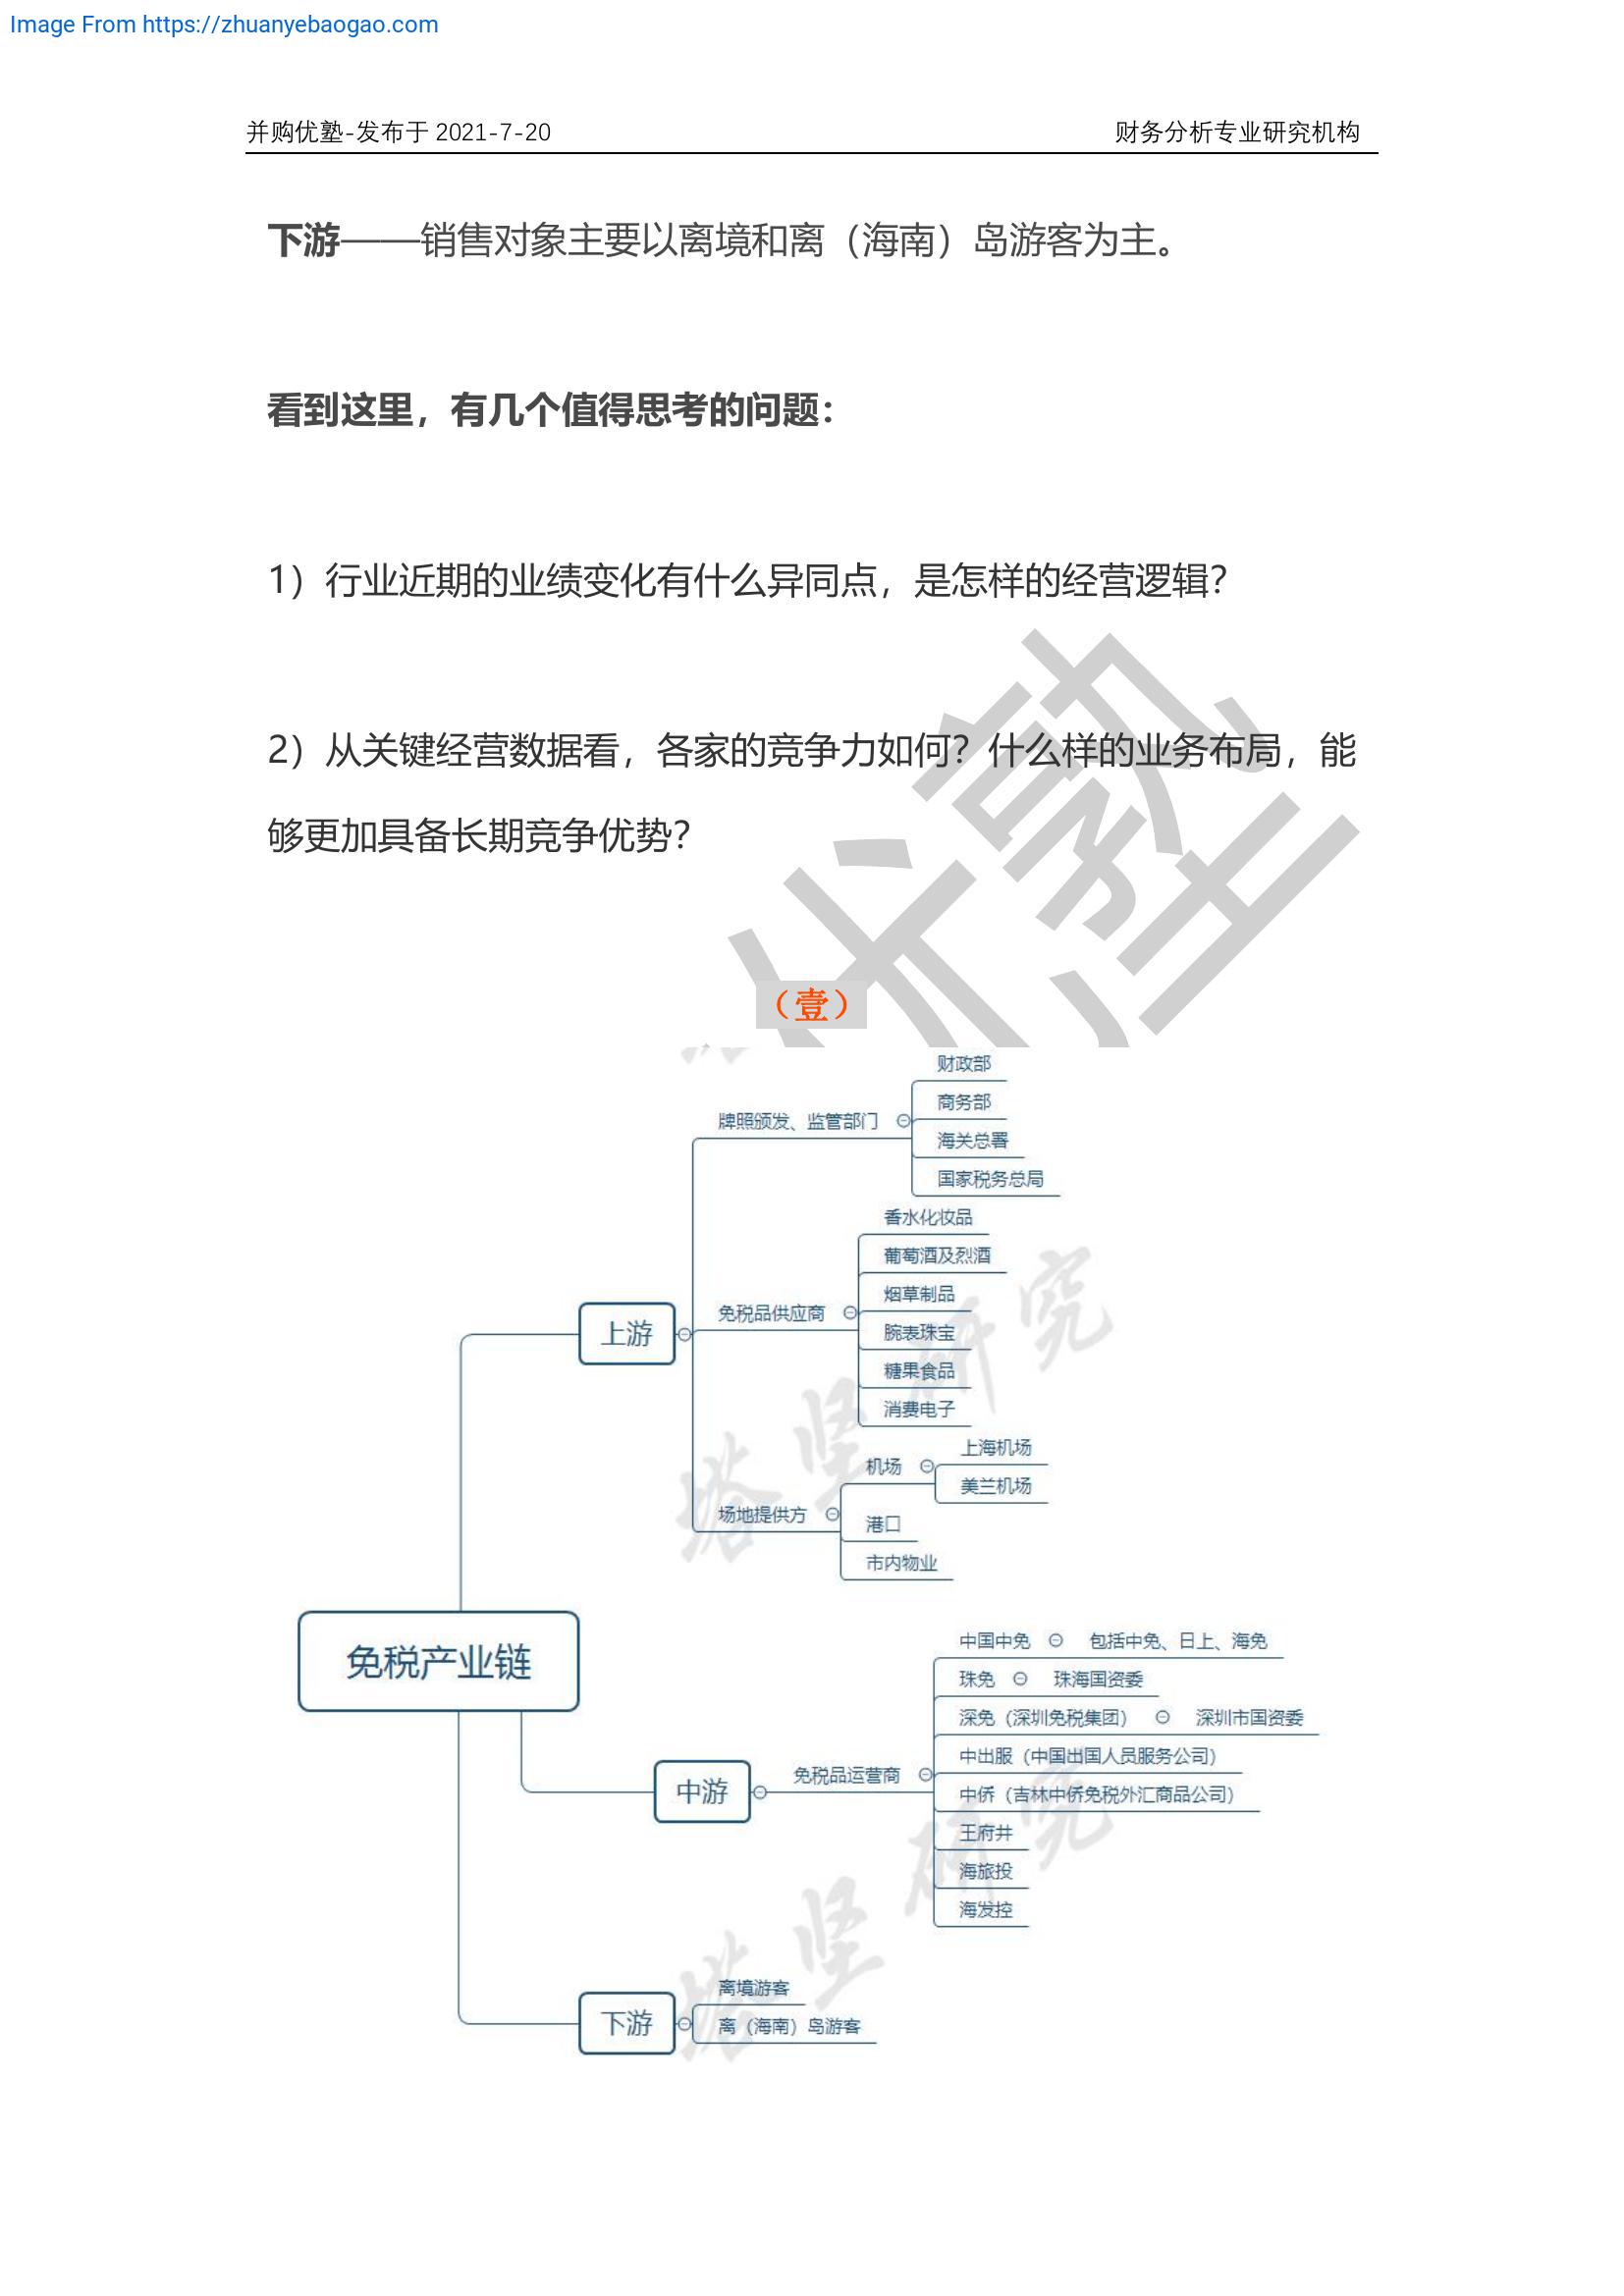 Image From https://zhuanyebaogao.com
并购优塾-发布于 2021-7-20 财务分析专业研究机构
下游——销售对象主要以离境和离（海南）岛游客为主。
看到这里，有几个值得思考的问题：
1）行业近期的业绩变化有什么异同点，是怎样的经营逻辑？
2）从关键经营数据看，各家的竞争力如何？什么样的业务布局，能
够更加具备长期竞争优势？
优塾
（壹）
免税产业链
上游
牌照颁发、监管部门
财政部
商务部
海关总署
国家税务总局
免税品供应商
香水化妆品
葡萄酒及烈酒
烟草制品
腕表珠宝
糖果食品
消费电子
场地提供方
机场
上海机场
美兰机场
港口
市内物业
中游
免税品运营商
中国中免 包括中免、日上、海免
珠免 珠海国资委
深免（深圳免税集团） 深圳市国资委
中出服（中国出国人员服务公司）
中侨（吉林中侨免税外汇商品公司）
王府井
海旅投
海发控
下游
离境游客
离（海南）岛游客
塔坚研究
塔坚研究